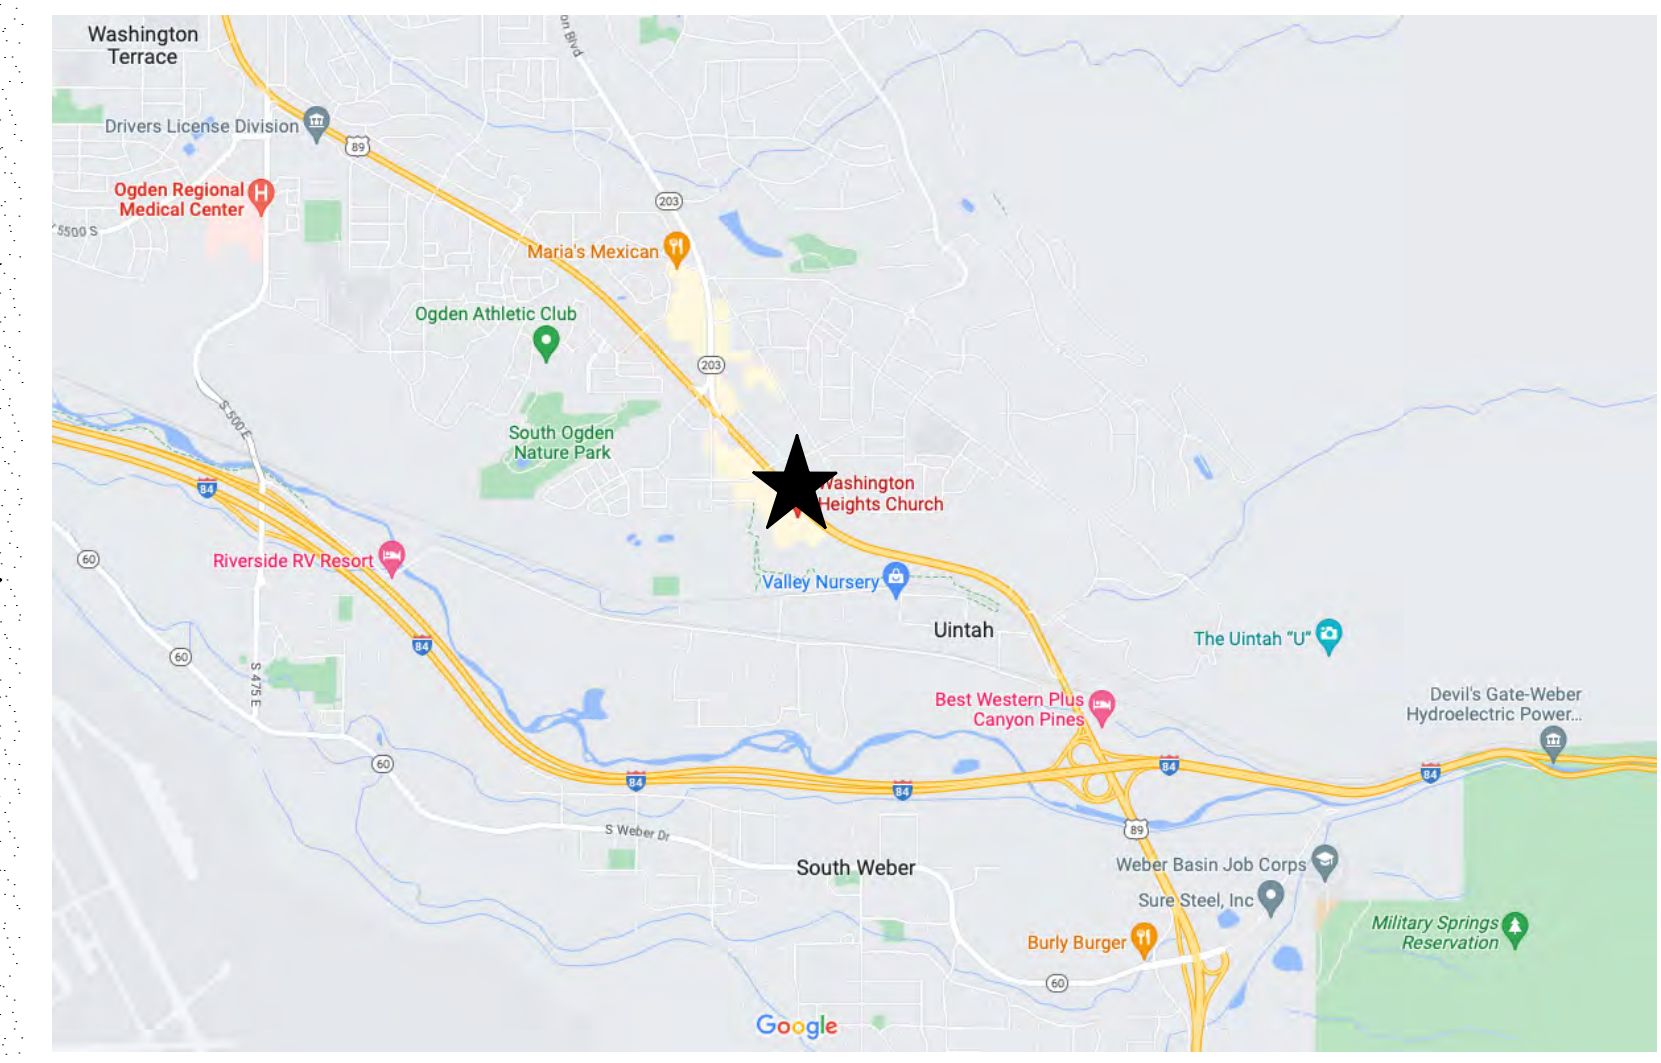 Washington
Terrace
on Blvd
Drivers License Division
89
Ogden Regional
Medical Center
H
5500 S
203
Maria's Mexican
Ogden Athletic Club
203
S 500 E
South Ogden
Nature Park
84
Washington
Heights Church
60
Riverside RV Resort
Valley Nursery
Uintah
84
The Uintah "U"
60
S 475 E
Best Western Plus
Canyon Pines
Devil's Gate-Weber
Hydroelectric Power...
60
84
84
84
84
S Weber Dr
89
South Weber
Weber Basin Job Corps
Sure Steel, Inc
Military Springs
Reservation
Burly Burger
60
Google